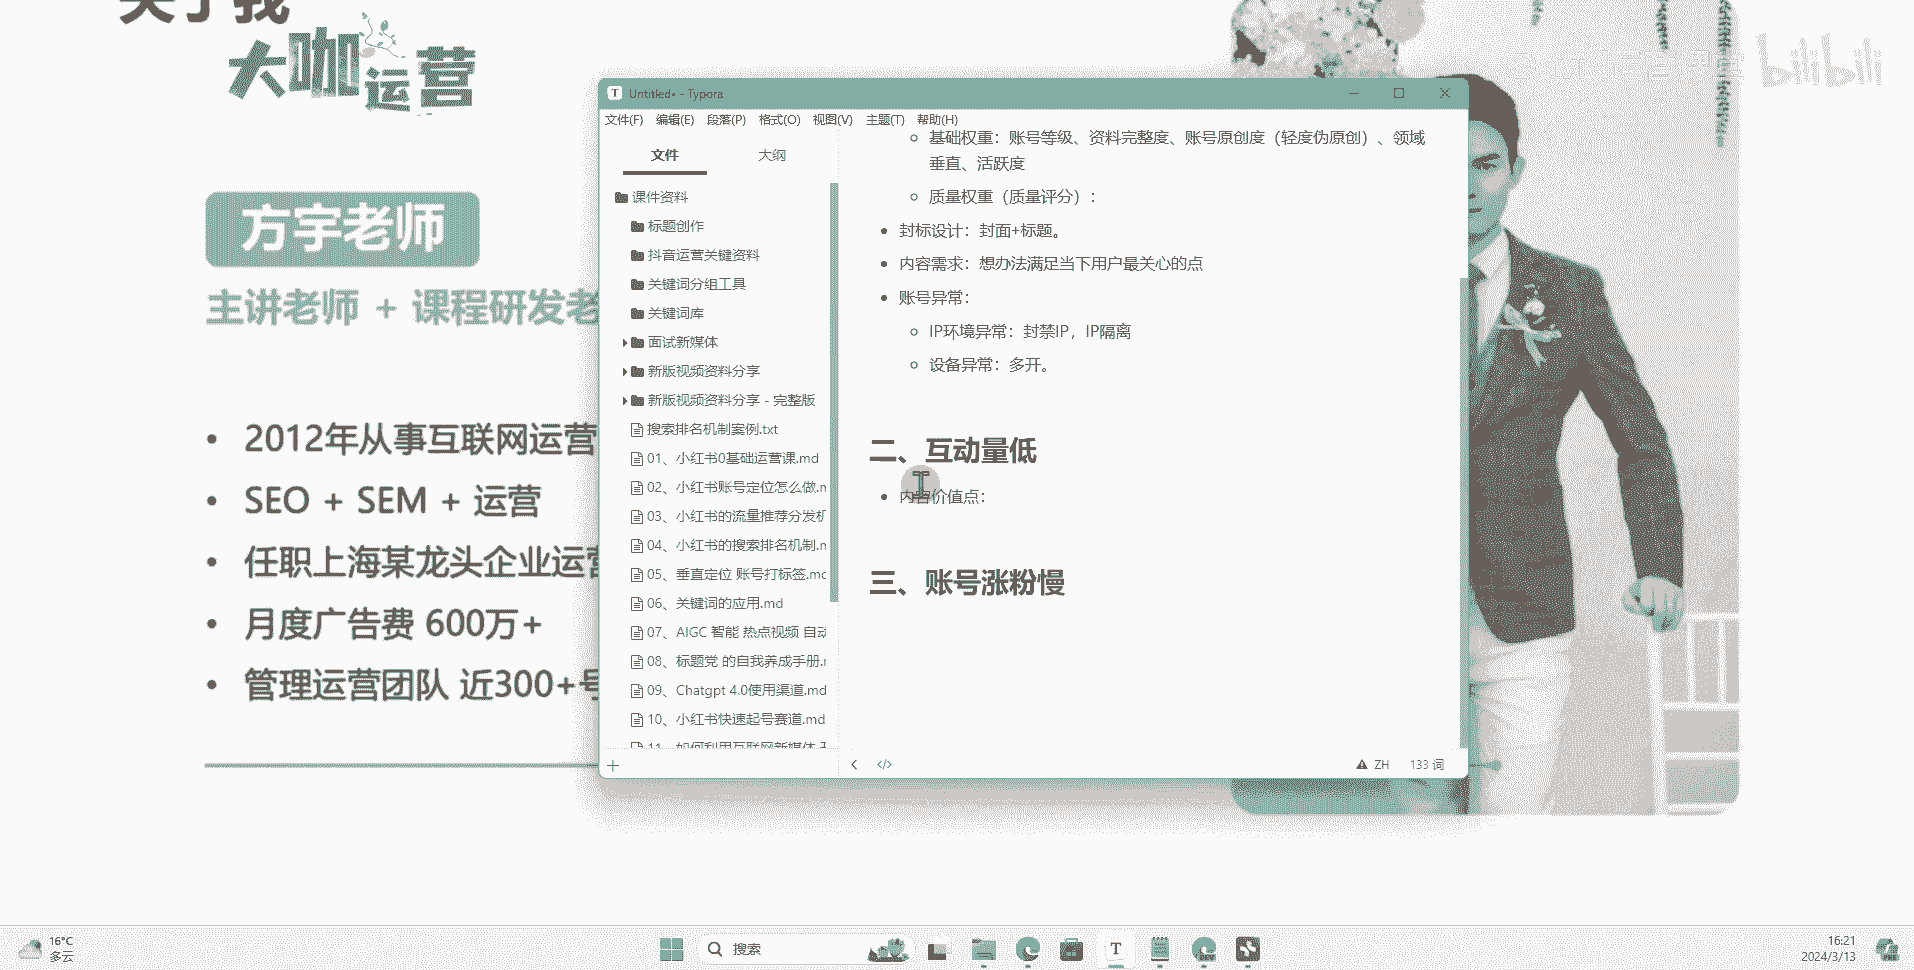 大咖运营
方宇老师
主讲老师 + 课程研发老
2012年从事互联网运营
SEO + SEM + 运营
任职上海某龙头企业运营
月度广告费 600万+
管理运营团队 近300+号
bilibili
Untitled• - Typora
文件(F) 编辑(E) 段落(P) 格式(O) 视图(V) 主题(T) 帮助(H)
文件 大纲
课件资料
标题创作
抖音运营关键资料
关键词分组工具
关键词库
面试新媒体
新版视频资料分享
新版视频资料分享 - 完整版
搜索排名机制案例.txt
01、小红书0基础运营课.md
02、小红书账号定位怎么做.m
03、小红书的流量推荐分发机
04、小红书的搜索排名机制.m
05、垂直定位 账号打标签.mc
06、关键词的应用.md
07、AIGC 智能 热点视频 自动
08、标题党 的自我养成手册.r
09、Chatgpt 4.0使用渠道.md
10、小红书快速起号赛道.md
11、如何利用互联网新媒体
基础权重：账号等级、资料完整度、账号原创度（轻度伪原创）、领域
垂直、活跃度
质量权重（质量评分）：
封标设计：封面+标题。
内容需求：想办法满足当下用户最关心的点
账号异常：
IP环境异常：封禁IP，IP隔离
设备异常：多开。
二、互动量低
内容价值点：
三、账号涨粉慢
ZH 133 词
16°C
多云
搜索
16:21
2024/3/13